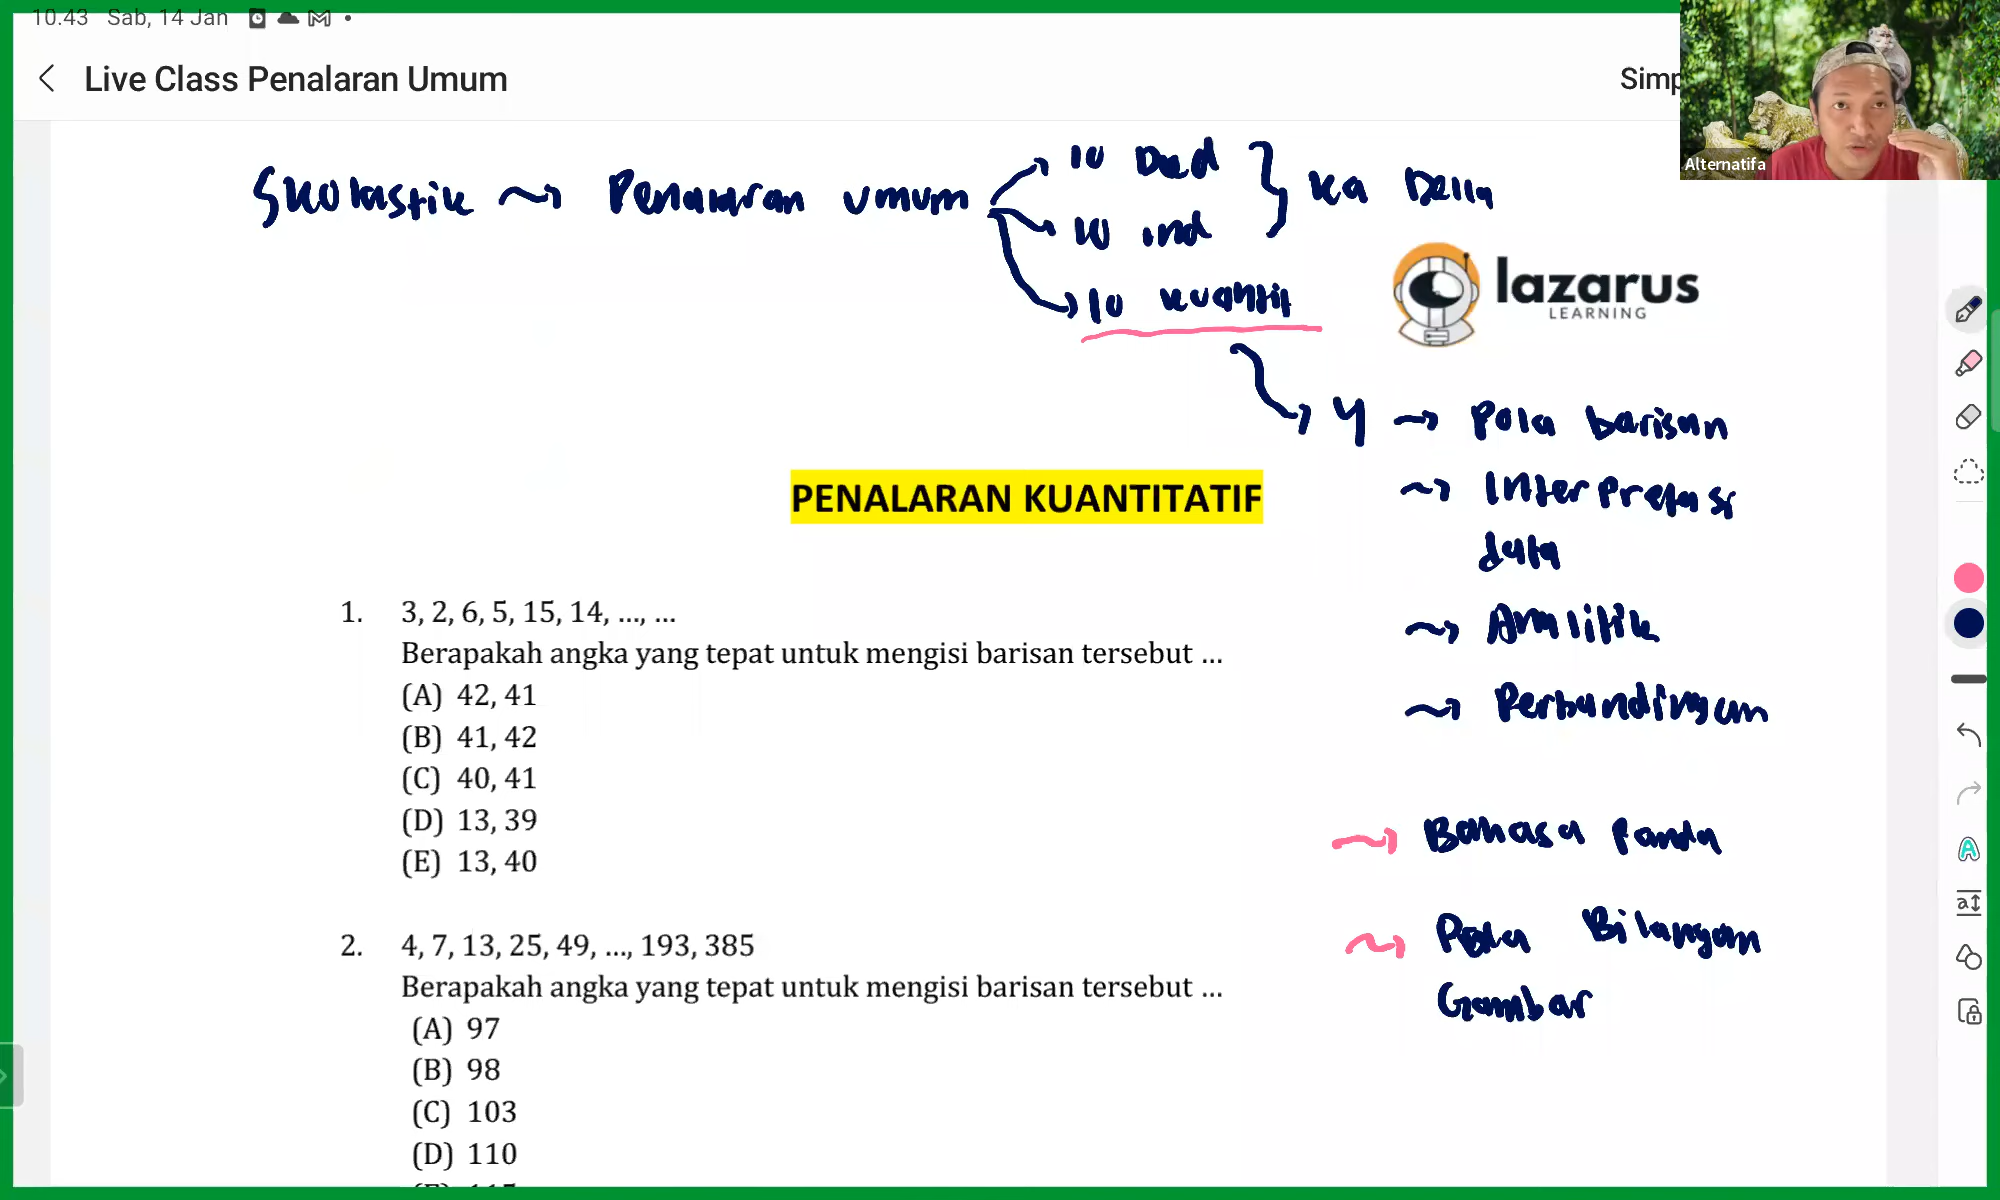 10.43 Sab, 14 Jan
Live Class Penalaran Umum
Simp
Alternatifa
Skolastik Penalaran umum
10 Ded
10 ind
10 kuantit
ka Della
lazarus
LEARNING
4
Pola barisan
Interpretasi
data
Analitik
Perbandingan
Bahasa Panda
Pola Bilangan
Gambar
PENALARAN KUANTITATIF
1. 3, 2, 6, 5, 15, 14, ..., ...
Berapakah angka yang tepat untuk mengisi barisan tersebut ...
(A) 42, 41
(B) 41, 42
(C) 40, 41
(D) 13, 39
(E) 13, 40
2. 4, 7, 13, 25, 49, ..., 193, 385
Berapakah angka yang tepat untuk mengisi barisan tersebut ...
(A) 97
(B) 98
(C) 103
(D) 110